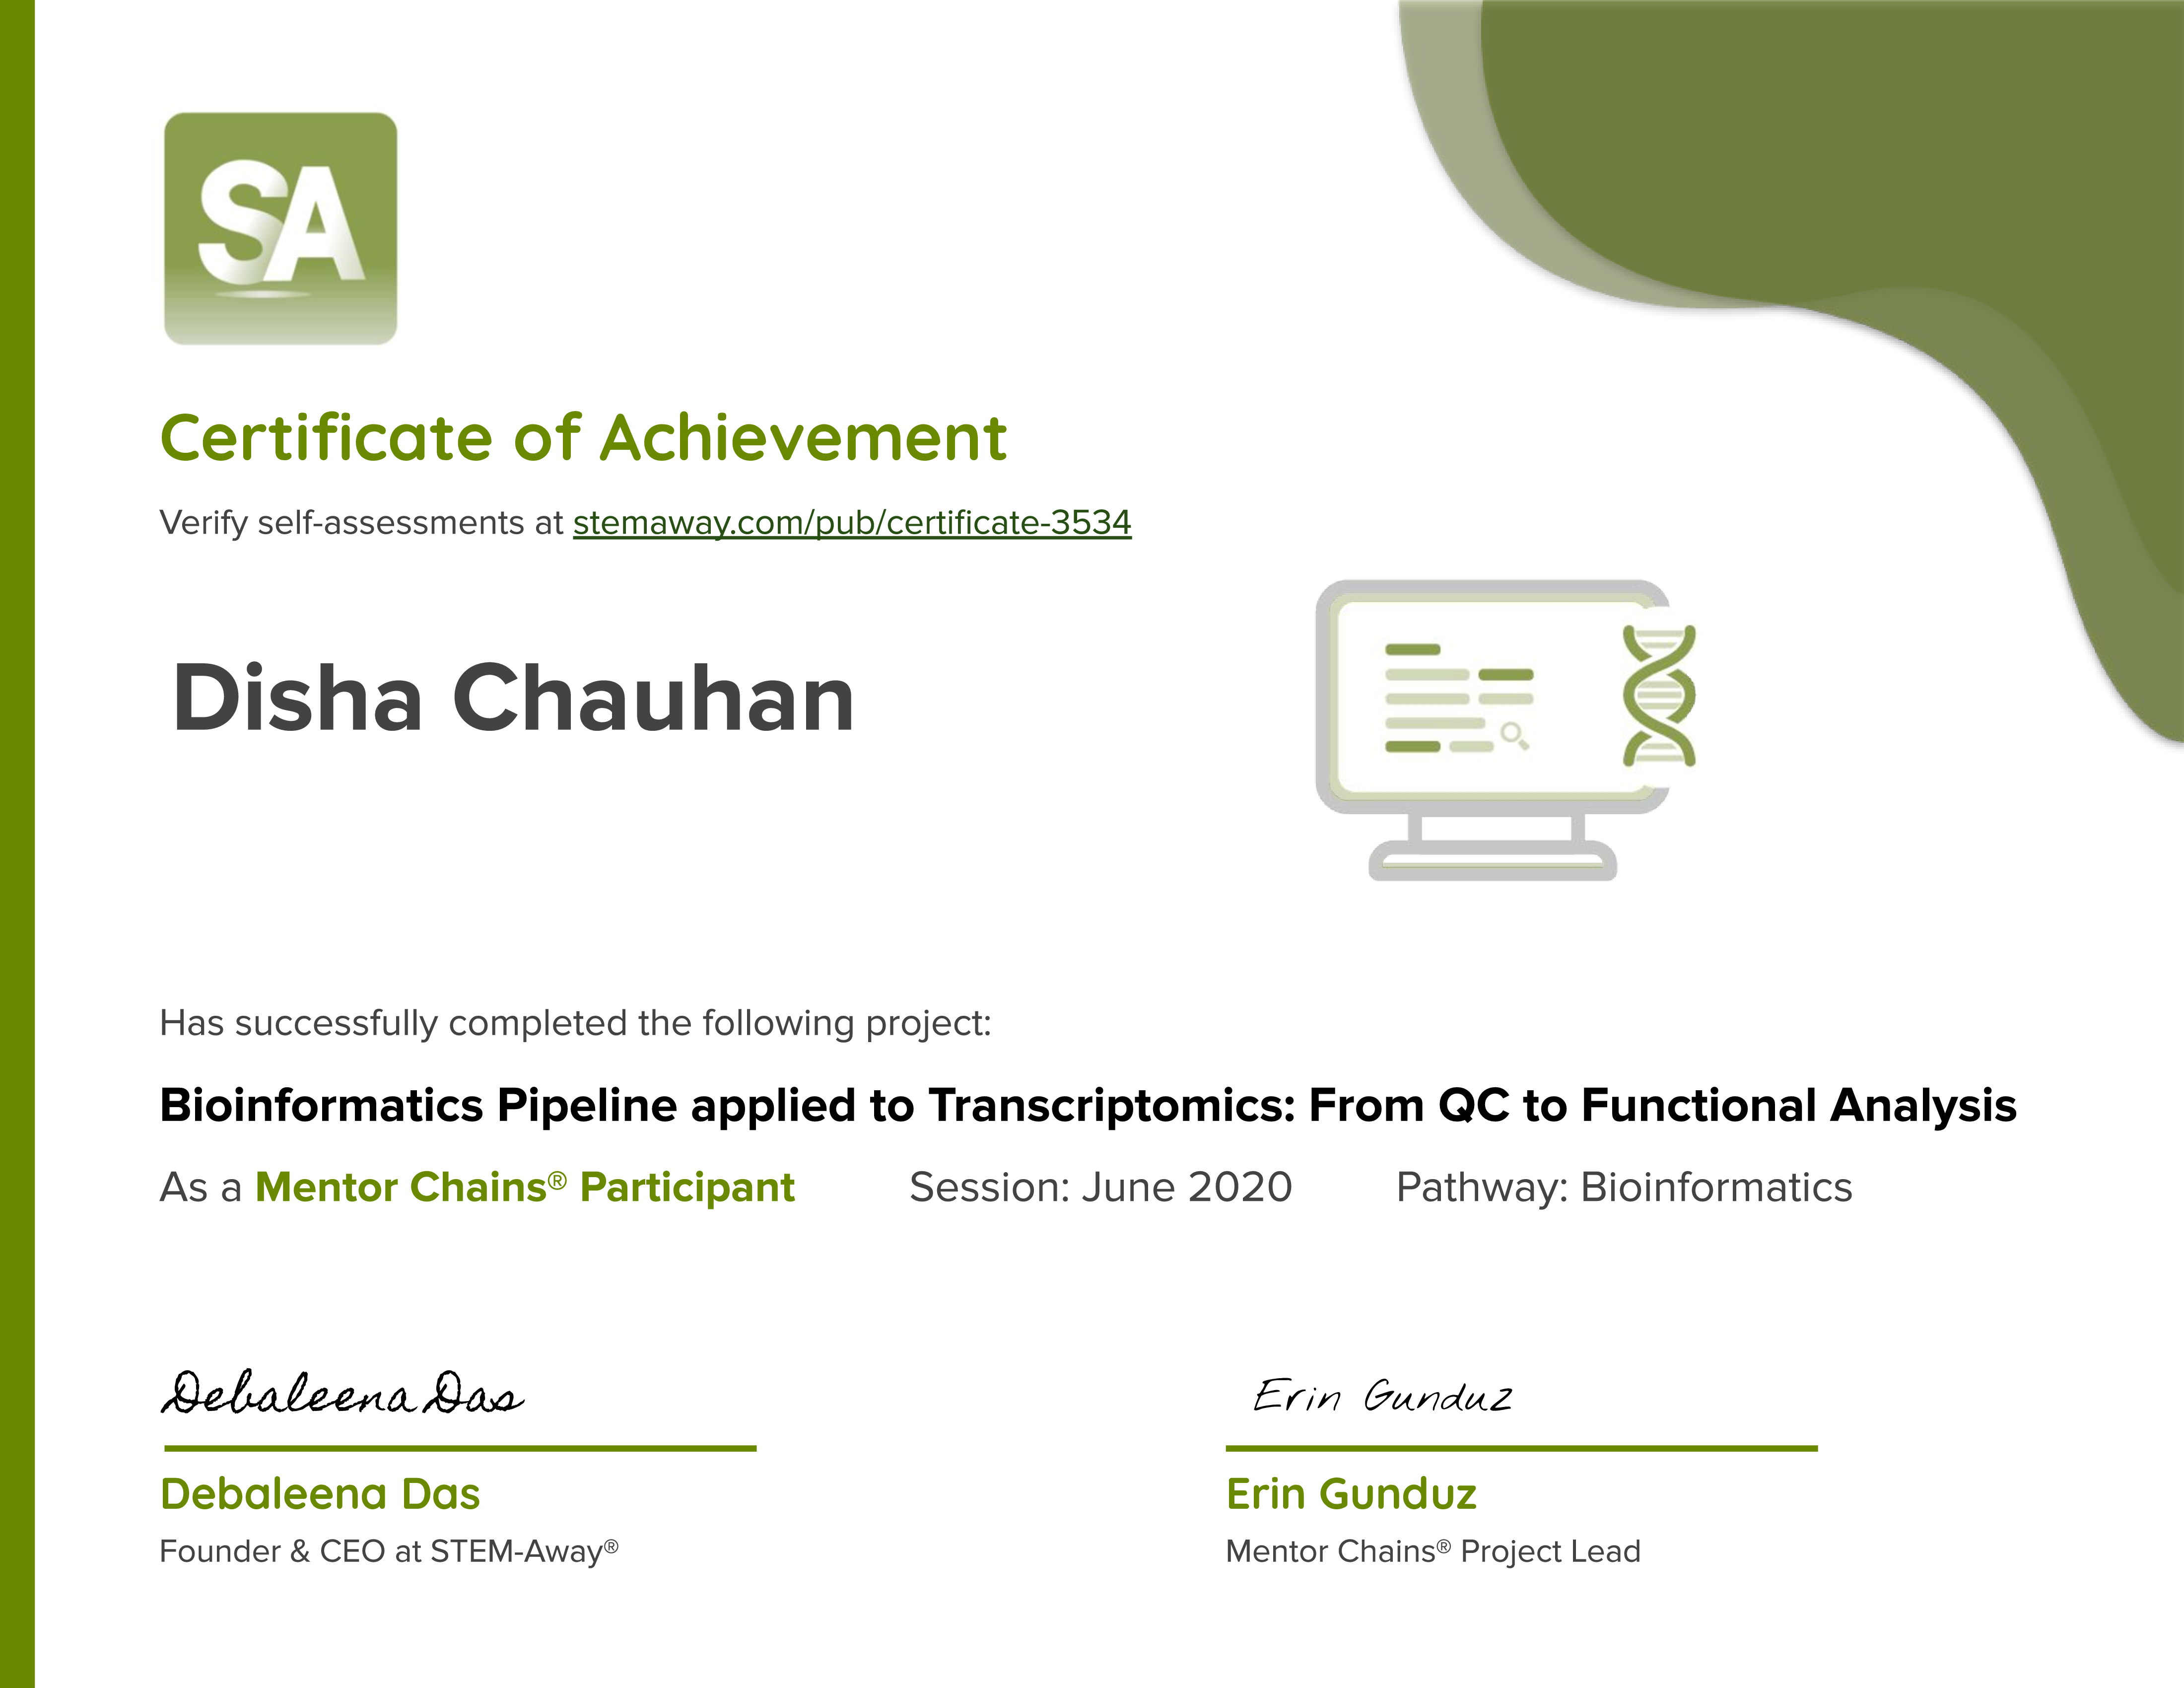 SA
Certificate of Achievement
Verify self-assessments at stemaway.com/pub/certificate-3534
Disha Chauhan
Has successfully completed the following project:
Bioinformatics Pipeline applied to Transcriptomics: From QC to Functional Analysis
As a Mentor Chains® Participant Session: June 2020 Pathway: Bioinformatics
Debaleena Das Erin Gunduz
Debaleena Das Erin Gunduz
Founder & CEO at STEM-Away® Mentor Chains® Project Lead